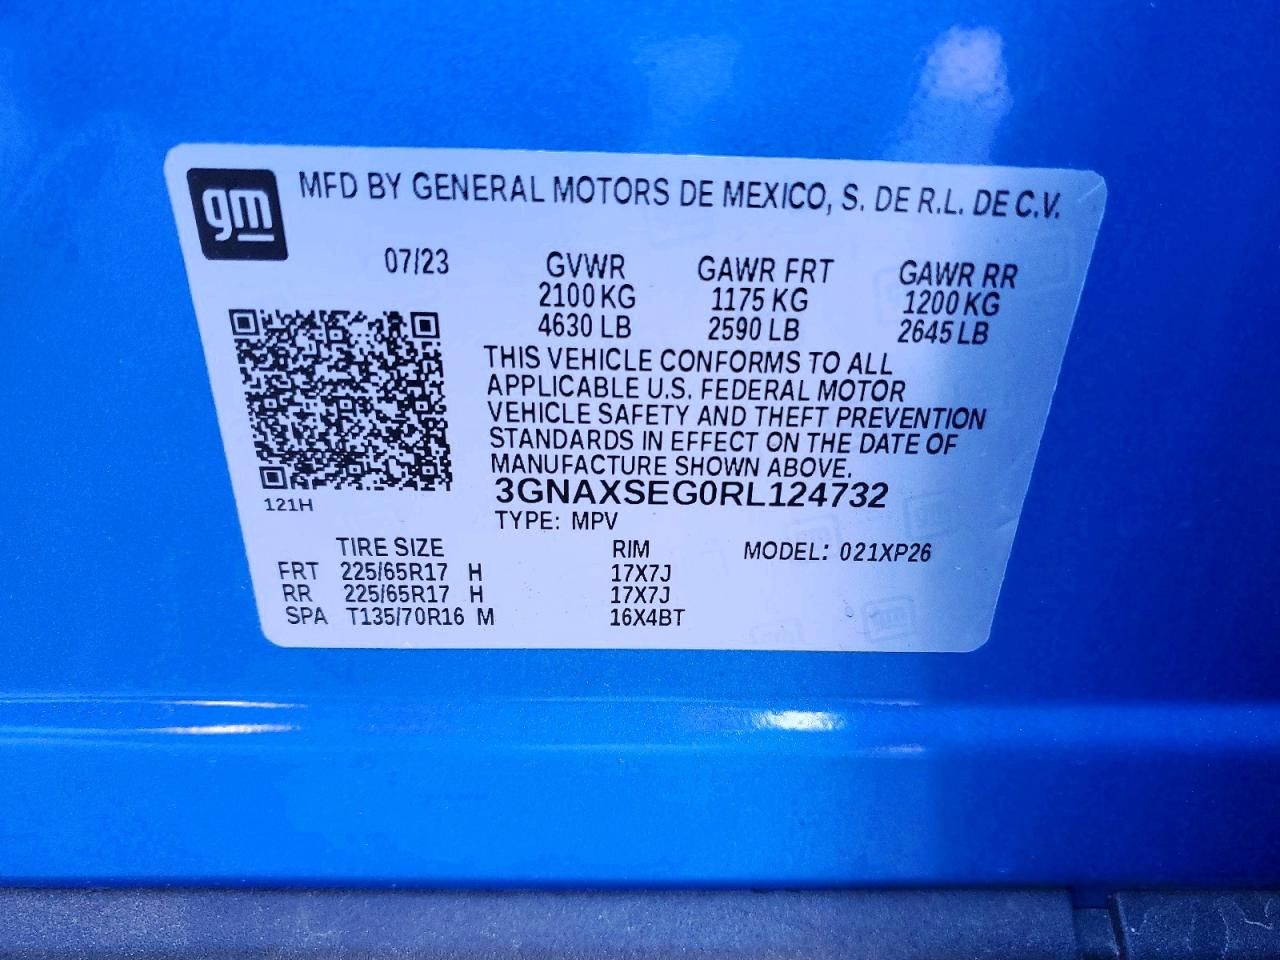 gm MFD BY GENERAL MOTORS DE MEXICO, S. DE R.L. DE C.V.
07/23 GVWR GAWR FRT GAWR RR
2100 KG 1175 KG 1200 KG
4630 LB 2590 LB 2645 LB
THIS VEHICLE CONFORMS TO ALL
APPLICABLE U.S. FEDERAL MOTOR
VEHICLE SAFETY AND THEFT PREVENTION
STANDARDS IN EFFECT ON THE DATE OF
MANUFACTURE SHOWN ABOVE.
3GNAXSEG0RL124732
121H
TYPE: MPV
TIRE SIZE RIM MODEL: 021XP26
FRT 225/65R17 H 17X7J
RR 225/65R17 H 17X7J
SPA T135/70R16 M 16X4BT